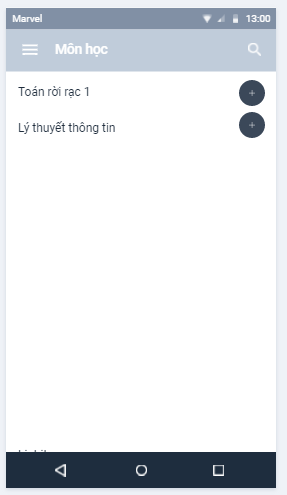 Marvel 13:00
Môn học
Toán rời rạc 1
Lý thuyết thông tin